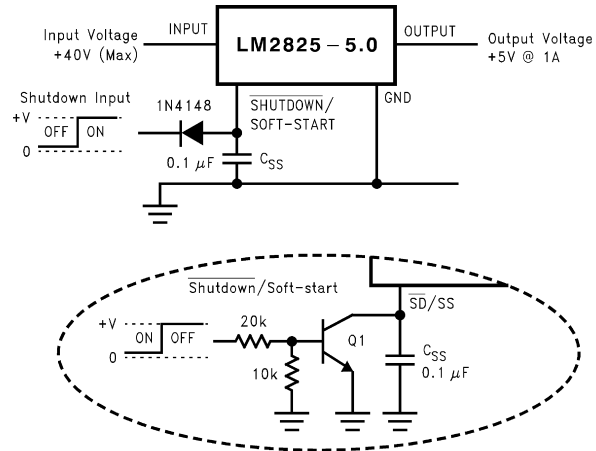 INPUT
LM2825-5.0
OUTPUT
Input Voltage
+40V (Max)
Output Voltage
+5V @ 1A
Shutdown Input
+V
OFF
ON
0
1N4148
SHUTDOWN/
SOFT-START
GND
0.1 μF
CSS
Shutdown/Soft-start
SD/SS
+V
ON
OFF
0
20k
10k
Q1
CSS
0.1 μF